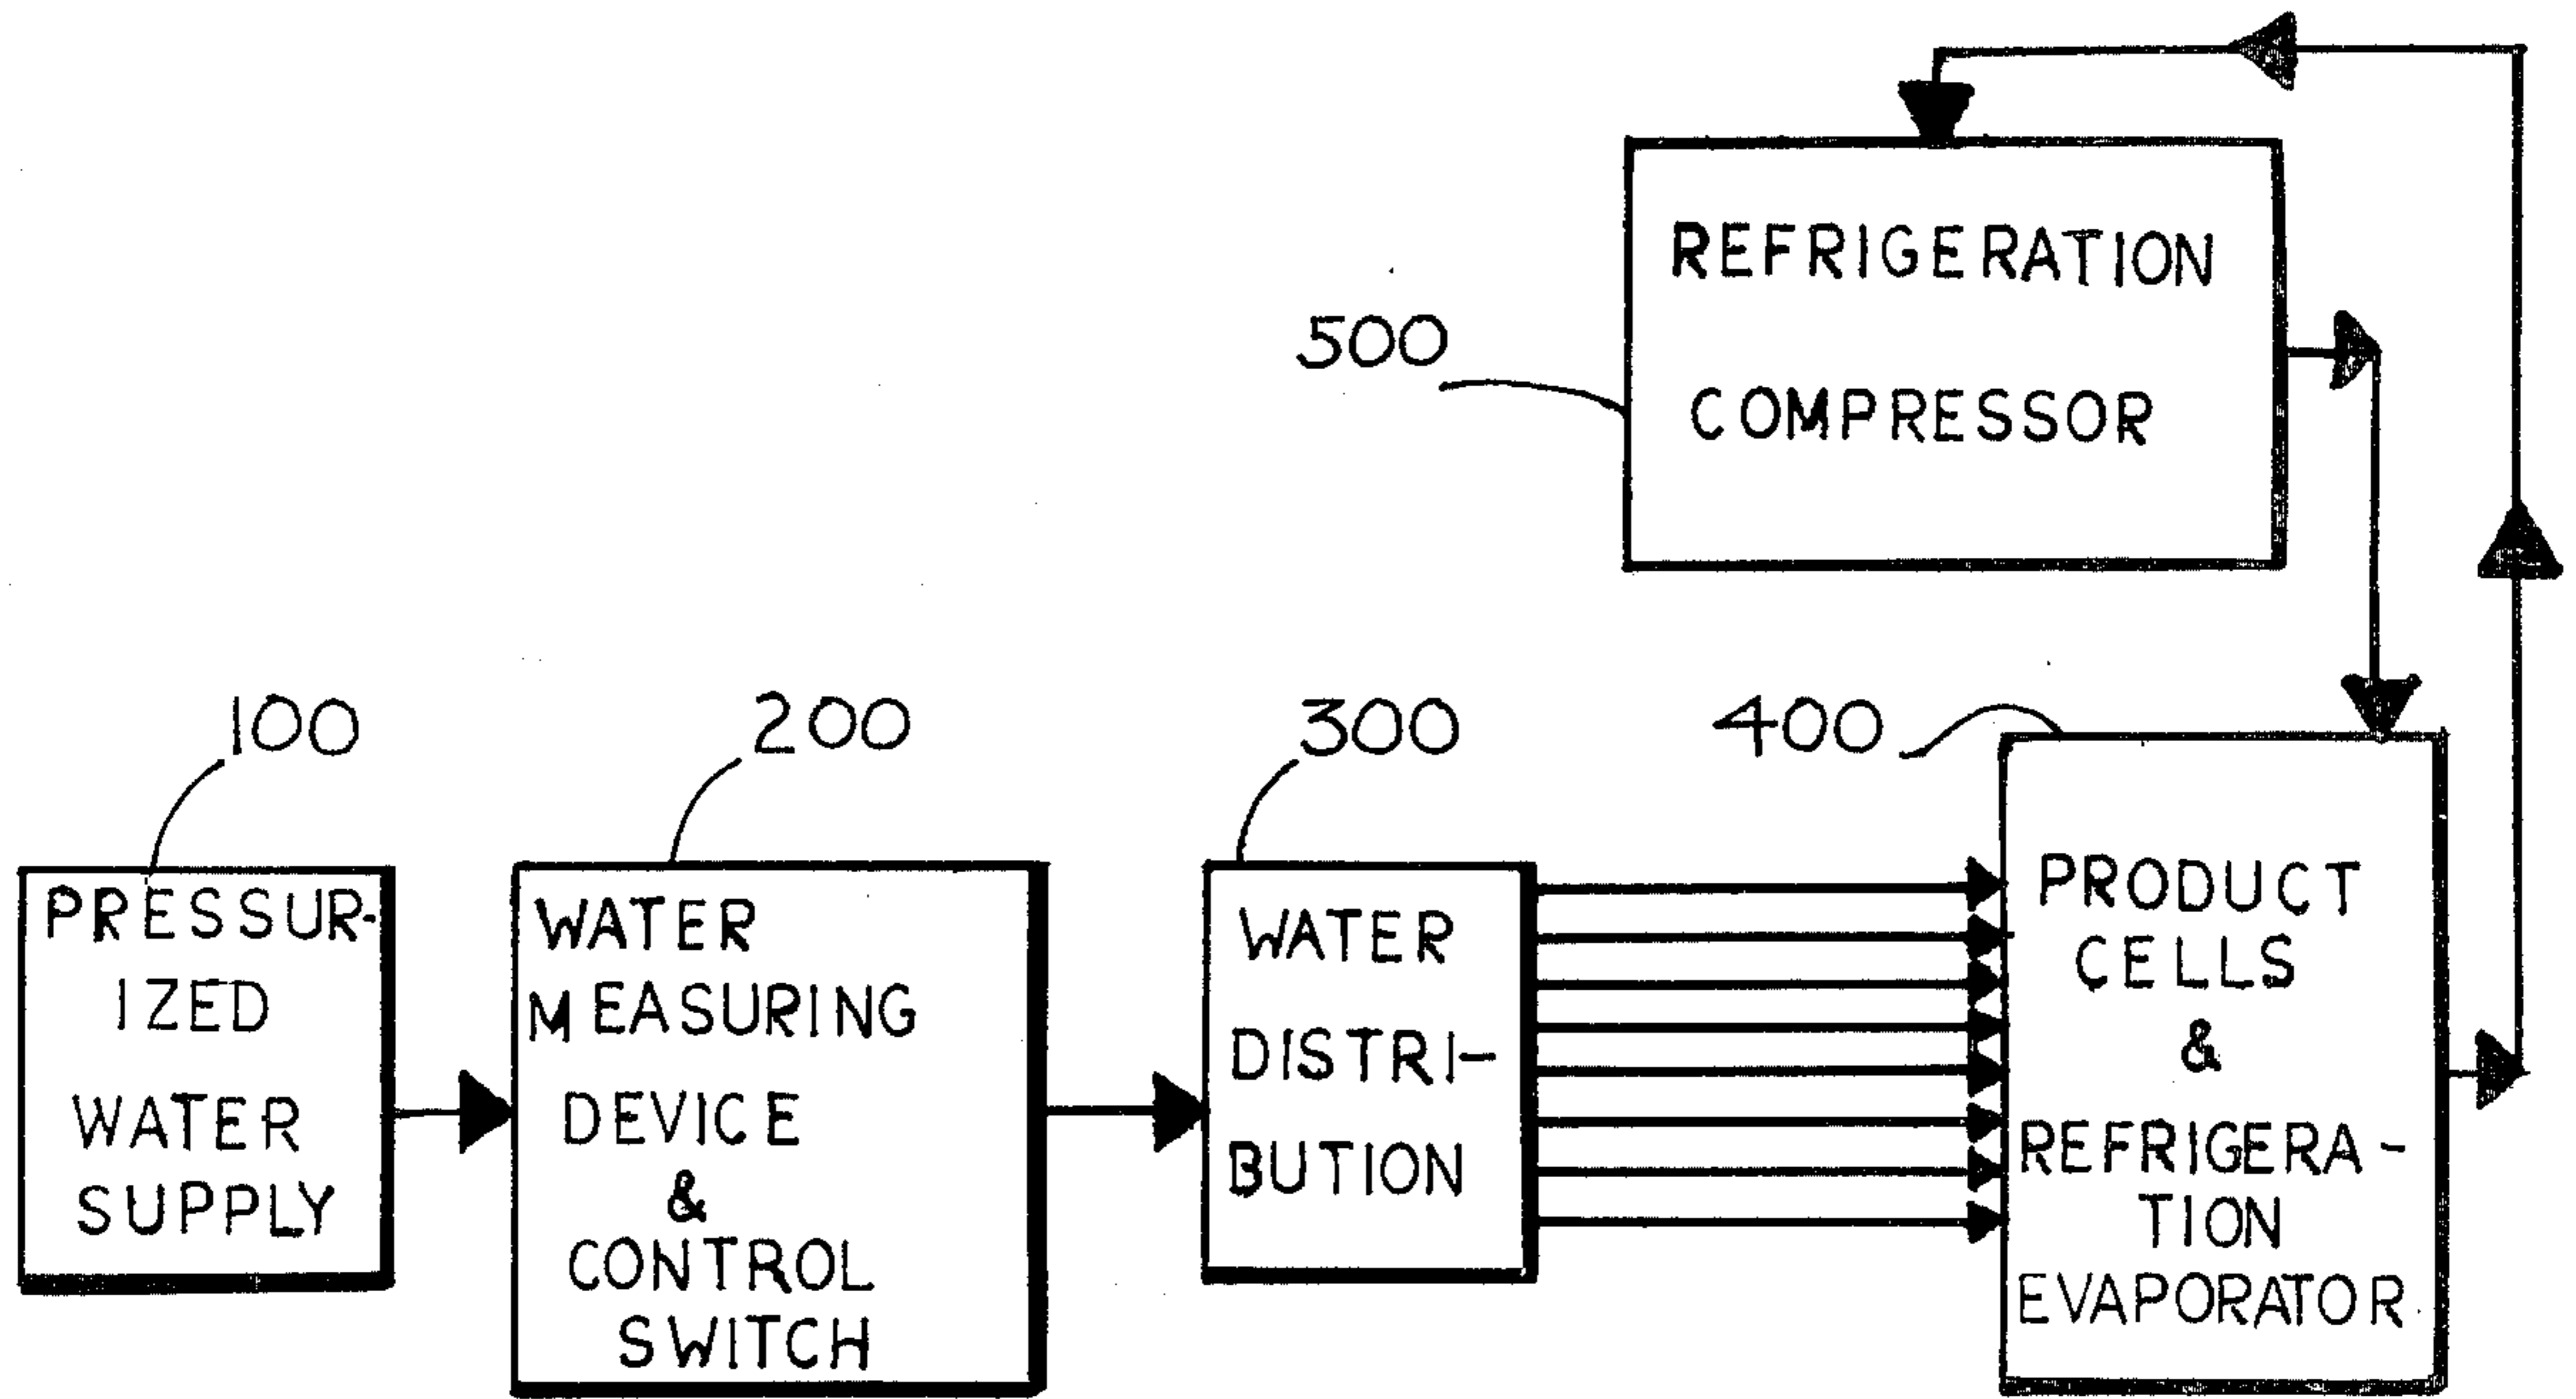 REFRIGERATION
COMPRESSOR
500
100
200
300
400
PRESSUR-
IZED
WATER
SUPPLY
WATER
MEASURING
DEVICE
&
CONTROL
SWITCH
WATER
DISTRI-
BUTION
PRODUCT
CELLS
&
REFRIGERA-
TION
EVAPORATOR